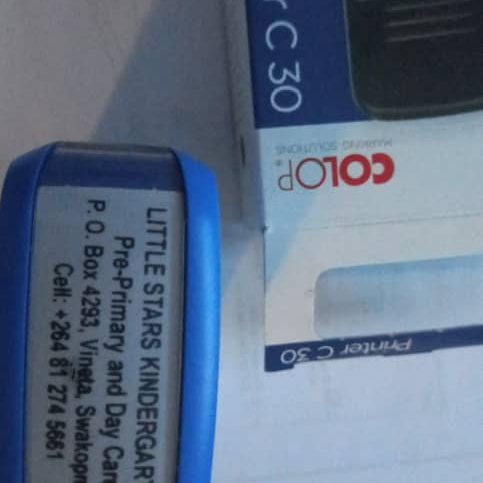 LITTLE STARS KINDERGAR
Pre-Primary and Day Car
P. O. Box 4293, Vineta, Swakop
Cell: +264 81 274 5661
r C 30
COLOP
MARKING SOLUTIONS
Printer C 30